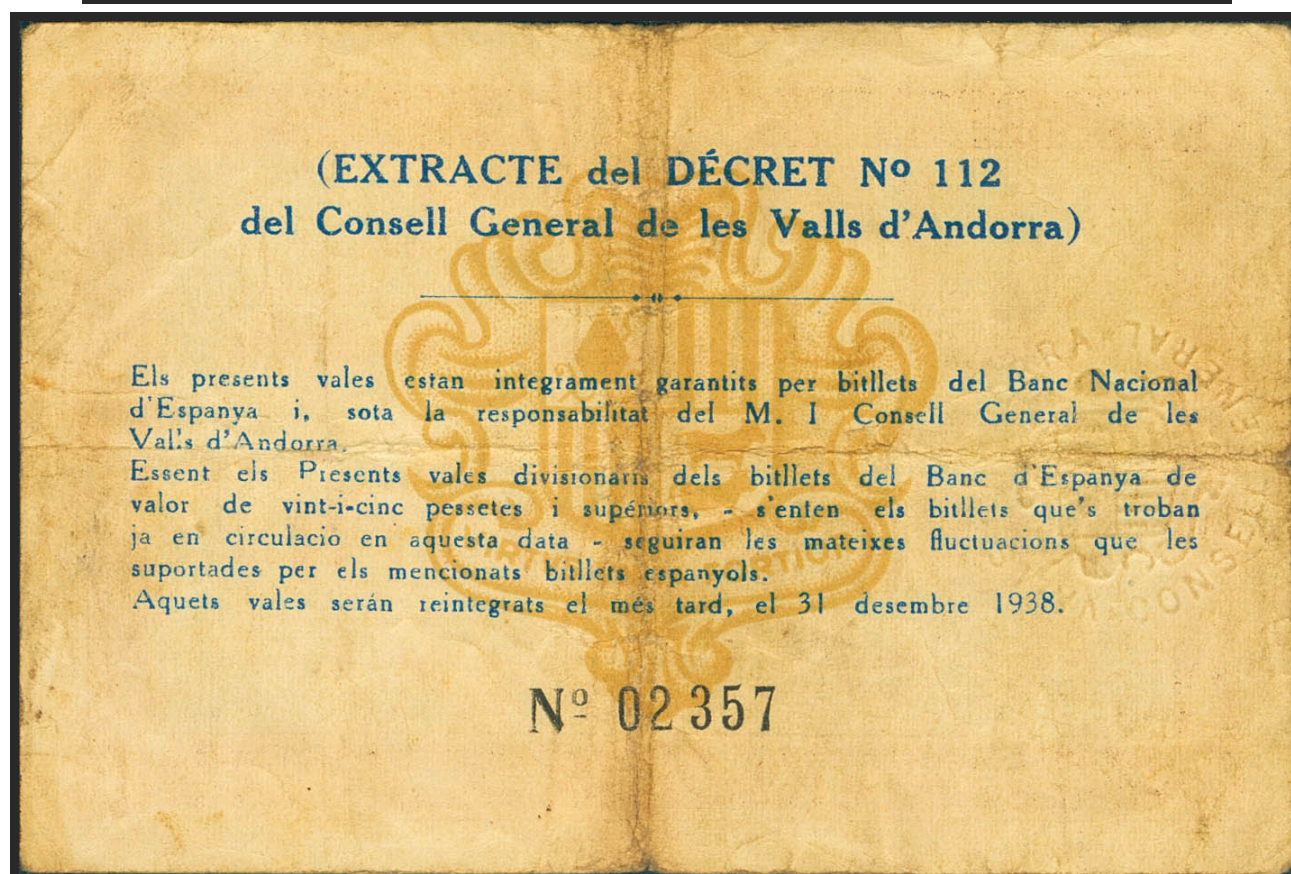 (EXTRACTE del DÉCRET Nº 112
del Consell General de les Valls d'Andorra)
Els presents vales estan integrament garantits per bitllets del Banc Nacional
d'Espanya i, sota la responsabilitat del M. I Consell General de les
Valls d'Andorra.
Essent els Presents vales divisionaris dels bitllets del Banc d'Espanya de
valor de vint-i-cinc pessetes i supériors, - s'enten els bitllets que's troban
ja en circulacio en aquesta data - seguiran les mateixes fluctuacions que les
suportades per els mencionats bitllets espanyols.
Aquets vales serán reintegrats el més tard, el 31 desembre 1938.
Nº 02357
CONSELL